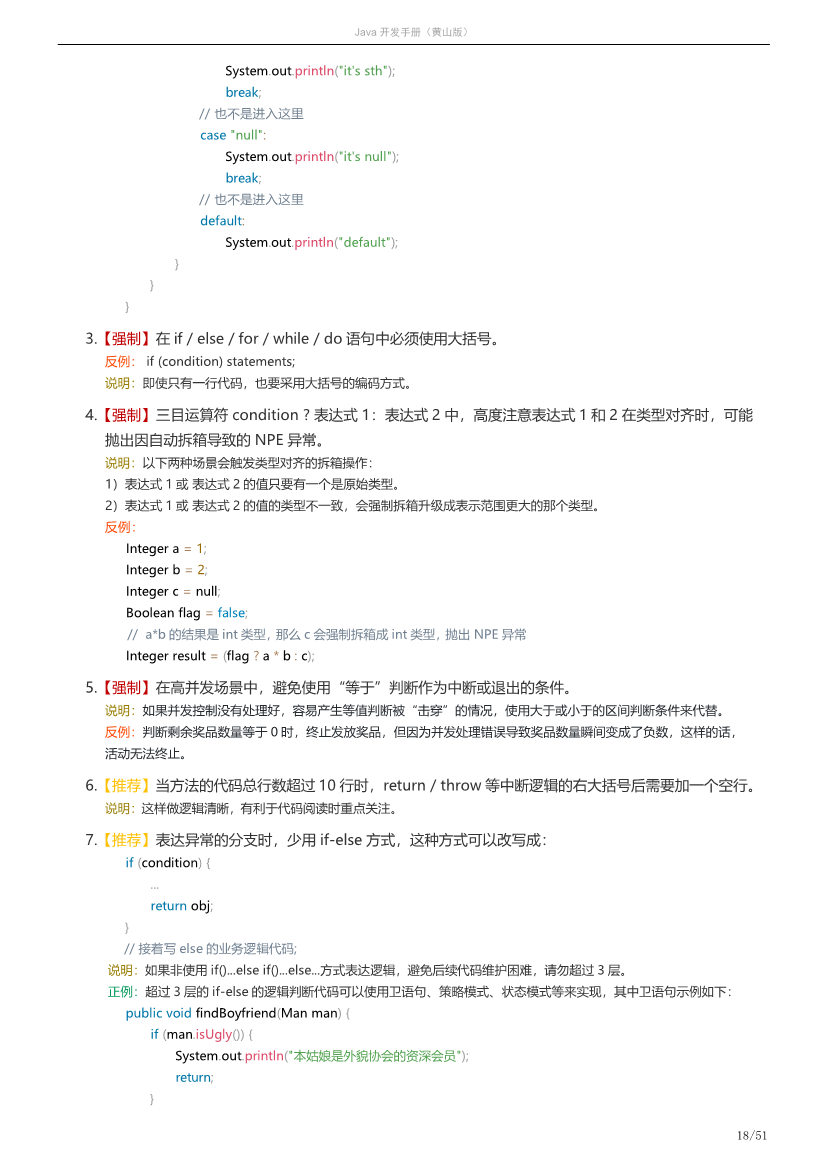 Java 开发手册（黄山版）
System.out.println("it's sth");
break;
// 也不是进入这里
case "null":
System.out.println("it's null");
break;
// 也不是进入这里
default:
System.out.println("default");
}
}
}
3.【强制】在 if / else / for / while / do 语句中必须使用大括号。
反例： if (condition) statements;
说明：即使只有一行代码，也要采用大括号的编码方式。
4.【强制】三目运算符 condition ? 表达式 1：表达式 2 中，高度注意表达式 1 和 2 在类型对齐时，可能
抛出因自动拆箱导致的 NPE 异常。
说明：以下两种场景会触发类型对齐的拆箱操作：
1）表达式 1 或 表达式 2 的值只要有一个是原始类型。
2）表达式 1 或 表达式 2 的值的类型不一致，会强制拆箱升级成表示范围更大的那个类型。
反例：
Integer a = 1;
Integer b = 2;
Integer c = null;
Boolean flag = false;
// a*b 的结果是 int 类型，那么 c 会强制拆箱成 int 类型，抛出 NPE 异常
Integer result = (flag ? a * b : c);
5.【强制】在高并发场景中，避免使用“等于”判断作为中断或退出的条件。
说明：如果并发控制没有处理好，容易产生等值判断被“击穿”的情况，使用大于或小于的区间判断条件来代替。
反例：判断剩余奖品数量等于 0 时，终止发放奖品，但因为并发处理错误导致奖品数量瞬间变成了负数，这样的话，
活动无法终止。
6.【推荐】当方法的代码总行数超过 10 行时，return / throw 等中断逻辑的右大括号后需要加一个空行。
说明：这样做逻辑清晰，有利于代码阅读时重点关注。
7.【推荐】表达异常的分支时，少用 if-else 方式，这种方式可以改写成：
if (condition) {
...
return obj;
}
// 接着写 else 的业务逻辑代码;
说明：如果非使用 if()...else if()...else...方式表达逻辑，避免后续代码维护困难，请勿超过 3 层。
正例：超过 3 层的 if-else 的逻辑判断代码可以使用卫语句、策略模式、状态模式等来实现，其中卫语句示例如下：
public void findBoyfriend(Man man) {
if (man.isUgly()) {
System.out.println("本姑娘是外貌协会的资深会员");
return;
}
18/51